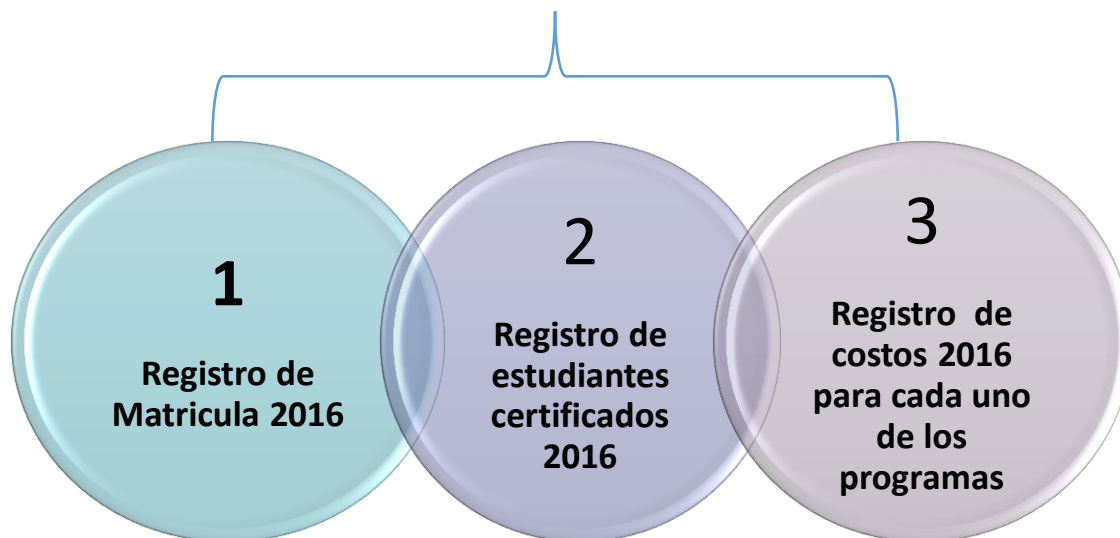 1
Registro de
Matricula 2016
2
Registro de
estudiantes
certificados
2016
3
Registro de
costos 2016
para cada uno
de los
programas